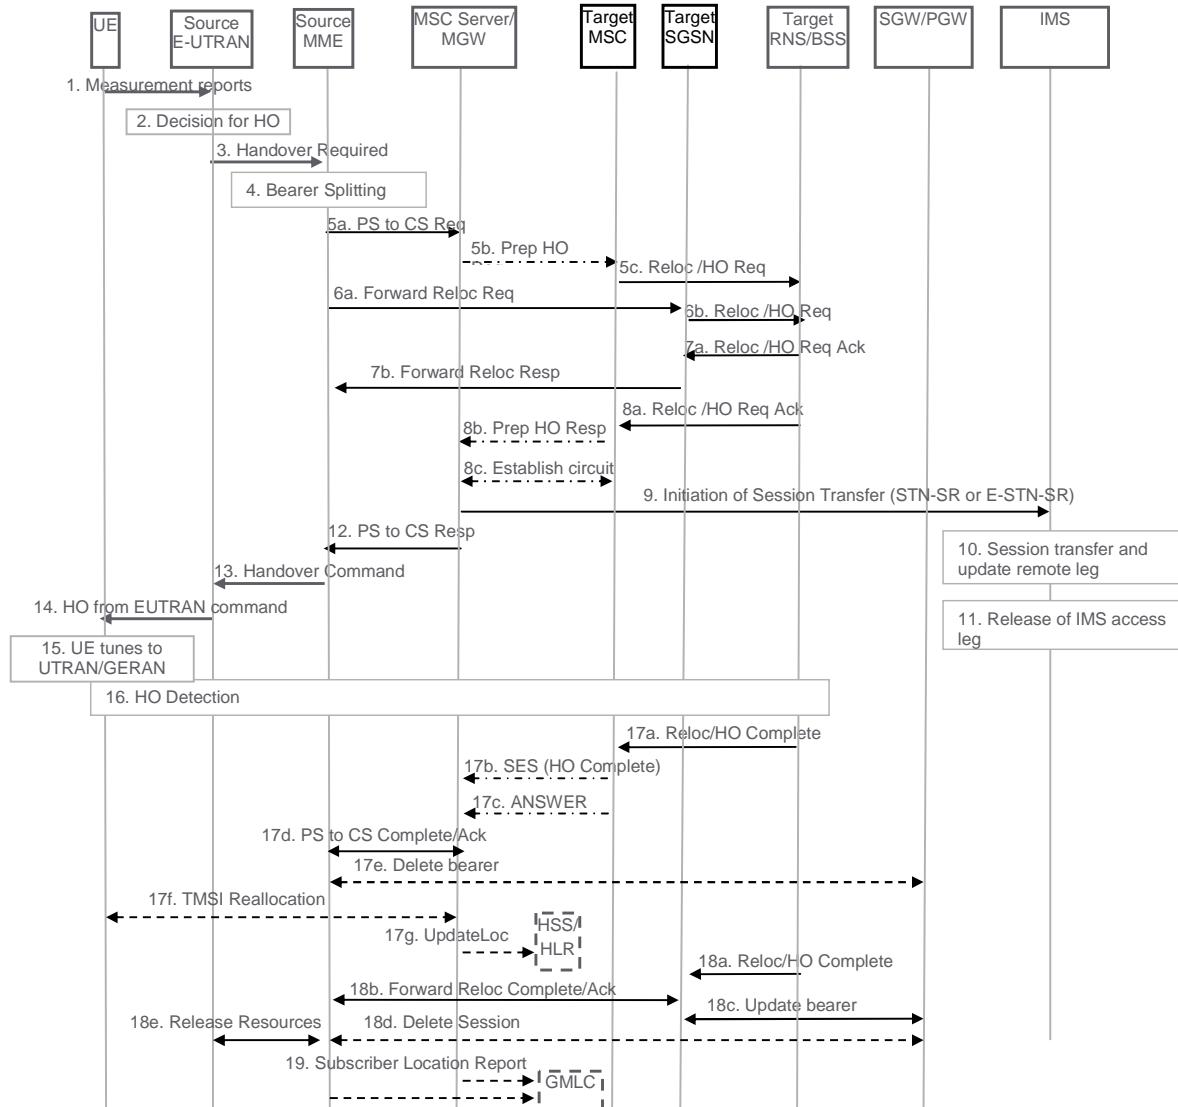 UE
Source
E-UTRAN
Source
MME
MSC Server/
MGW
Target
MSC
Target
SGSN
Target
RNS/BSS
SGW/PGW
IMS
1. Measurement reports
2. Decision for HO
3. Handover Required
4. Bearer Splitting
5a. PS to CS Req
5b. Prep HO
5c. Reloc /HO Req
6a. Forward Reloc Req
6b. Reloc /HO Req
7a. Reloc /HO Req Ack
7b. Forward Reloc Resp
8a. Reloc /HO Req Ack
8b. Prep HO Resp
8c. Establish circuit
9. Initiation of Session Transfer (STN-SR or E-STN-SR)
12. PS to CS Resp
10. Session transfer and
update remote leg
13. Handover Command
14. HO from EUTRAN command
11. Release of IMS access
leg
15. UE tunes to
UTRAN/GERAN
16. HO Detection
17a. Reloc/HO Complete
17b. SES (HO Complete)
17c. ANSWER
17d. PS to CS Complete/Ack
17e. Delete bearer
17f. TMSI Reallocation
HSS/
HLR
17g. UpdateLoc
18a. Reloc/HO Complete
18b. Forward Reloc Complete/Ack
18c. Update bearer
18e. Release Resources
18d. Delete Session
19. Subscriber Location Report
GMLC